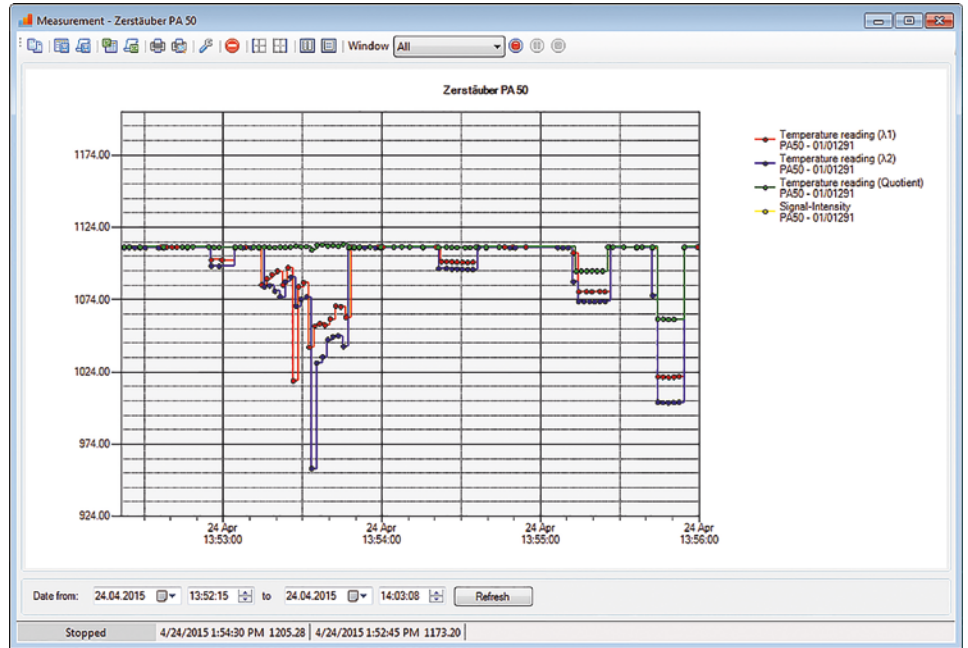 Measurement - Zerstäuber PA 50
Window All
Zerstäuber PA 50
1174.00
1124.00
1074.00
1024.00
974.00
924.00
24 Apr
13:53:00
24 Apr
13:54:00
24 Apr
13:55:00
24 Apr
13:56:00
Temperature reading (λ1)
PA50 - 01/01291
Temperature reading (λ2)
PA50 - 01/01291
Temperature reading (Quotient)
PA50 - 01/01291
Signal-Intensity
PA50 - 01/01291
Date from: 24.04.2015 13:52:15 to 24.04.2015 14:03:08 Refresh
Stopped 4/24/2015 1:54:30 PM 1205.28 4/24/2015 1:52:45 PM 1173.20